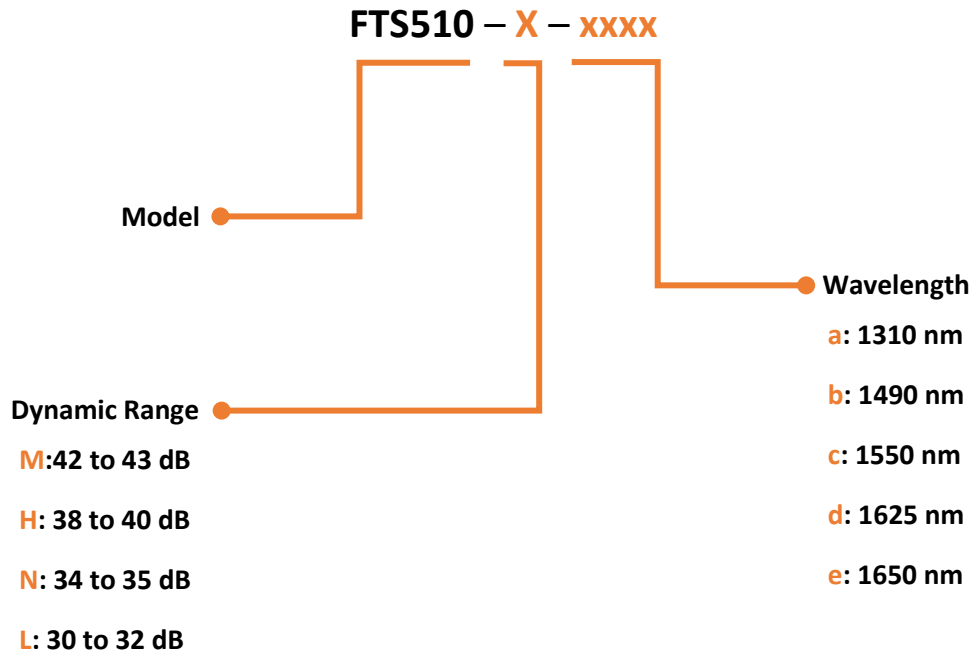 FTS510 – X – xxxx
Model
Wavelength
a: 1310 nm
b: 1490 nm
c: 1550 nm
d: 1625 nm
e: 1650 nm
Dynamic Range
M:42 to 43 dB
H: 38 to 40 dB
N: 34 to 35 dB
L: 30 to 32 dB